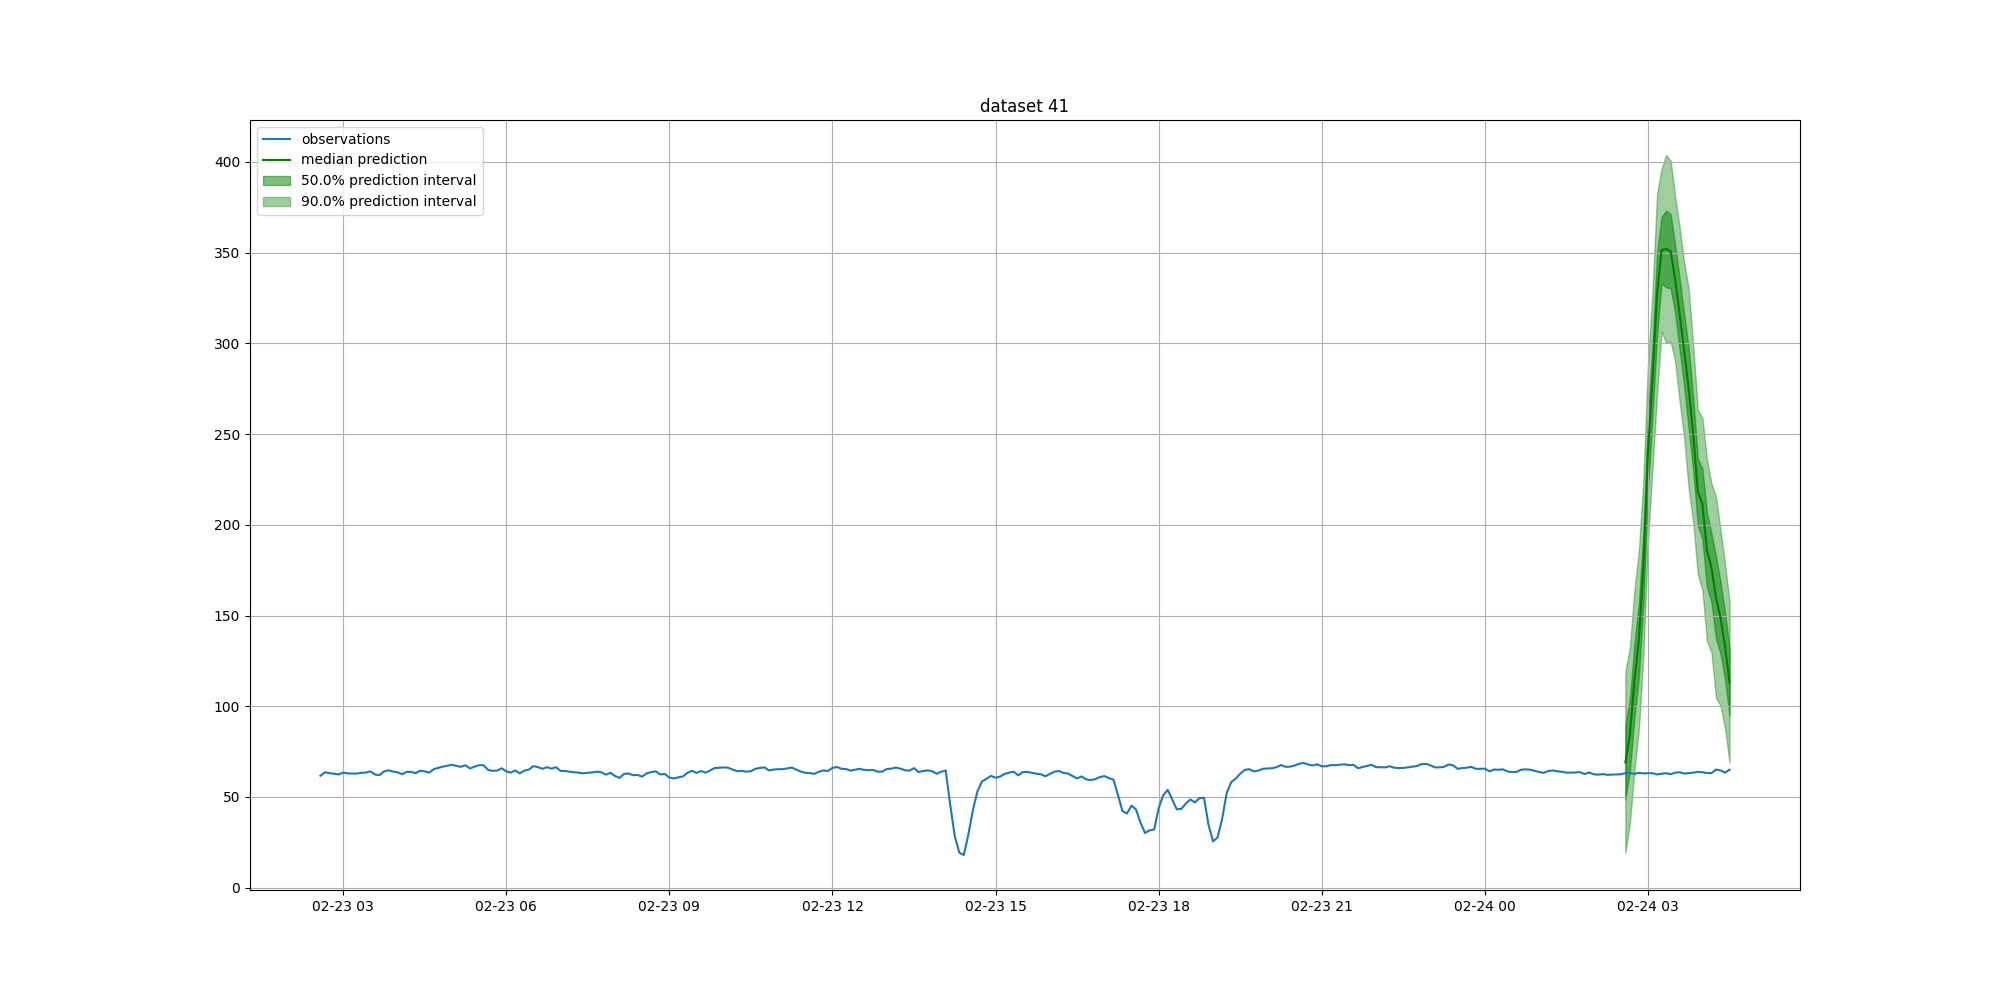 dataset 41
observations
median prediction
50.0% prediction interval
90.0% prediction interval
400
350
300
250
200
150
100
50
0
02-23 03 02-23 06 02-23 09 02-23 12 02-23 15 02-23 18 02-23 21 02-24 00 02-24 03